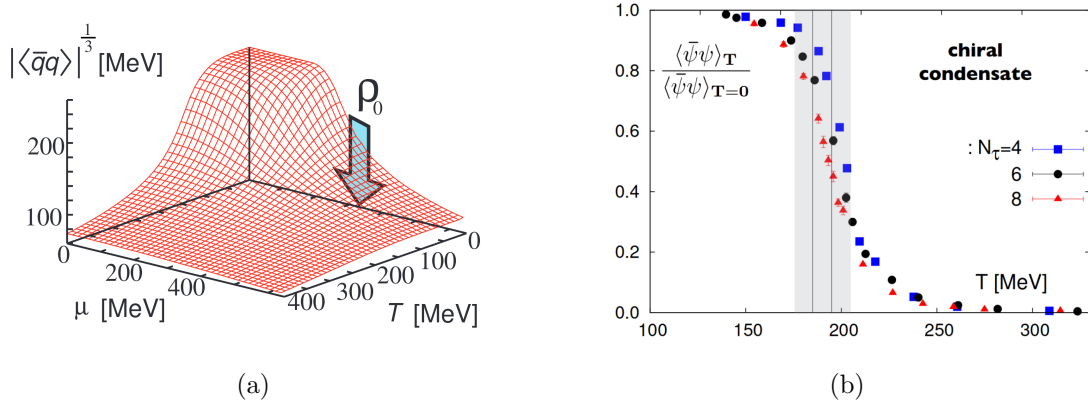 |⟨q̄q⟩|^{1/3} [MeV]
200
100
0
200
400
μ [MeV]
400
300
200
100
0
T [MeV]
ρ₀
(a)
1.0
0.8
0.6
0.4
0.2
0.0
⟨ψ̄ψ⟩_T
⟨ψ̄ψ⟩_{T=0}
chiral
condensate
: N_τ=4
6
8
T [MeV]
100
150
200
250
300
(b)